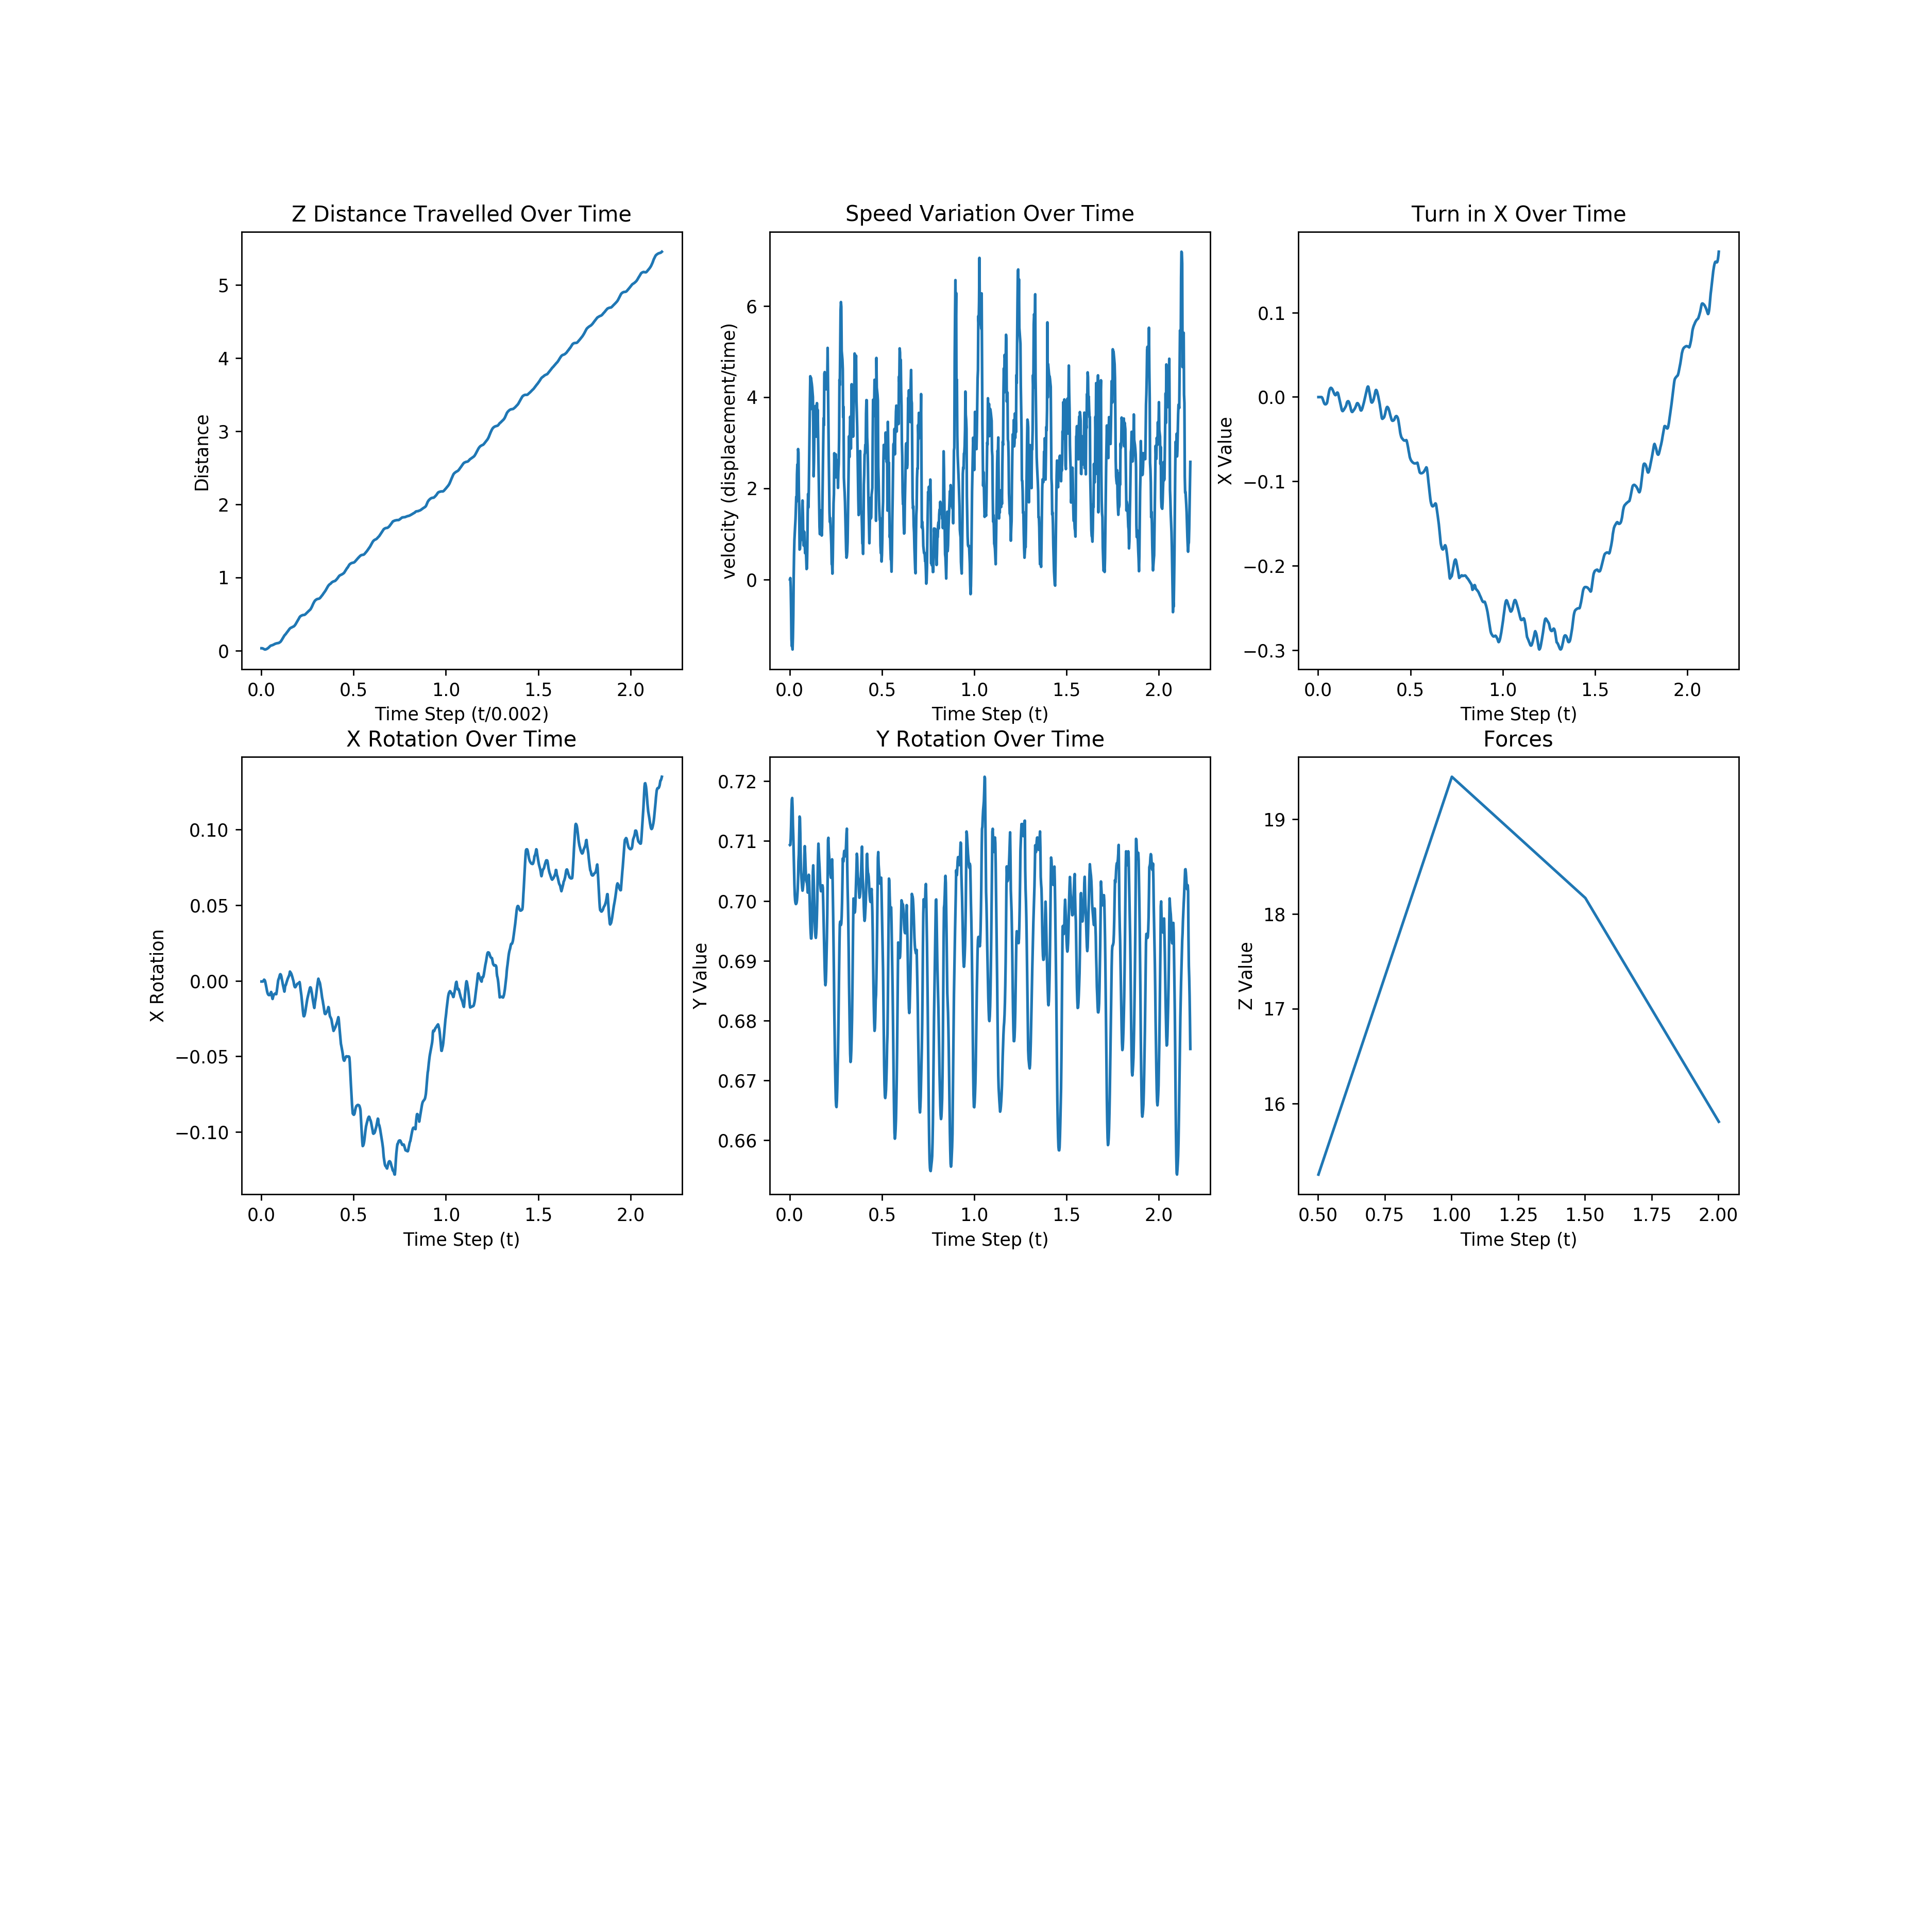 Z Distance Travelled Over Time
Distance
5
4
3
2
1
0
0.0 0.5 1.0 1.5 2.0
Time Step (t/0.002)
Speed Variation Over Time
velocity (displacement/time)
6
4
2
0
0.0 0.5 1.0 1.5 2.0
Time Step (t)
Turn in X Over Time
X Value
0.1
0.0
−0.1
−0.2
−0.3
0.0 0.5 1.0 1.5 2.0
Time Step (t)
X Rotation Over Time
X Rotation
0.10
0.05
0.00
−0.05
−0.10
0.0 0.5 1.0 1.5 2.0
Time Step (t)
Y Rotation Over Time
Y Value
0.72
0.71
0.70
0.69
0.68
0.67
0.66
0.0 0.5 1.0 1.5 2.0
Time Step (t)
Forces
Z Value
19
18
17
16
0.50 0.75 1.00 1.25 1.50 1.75 2.00
Time Step (t)